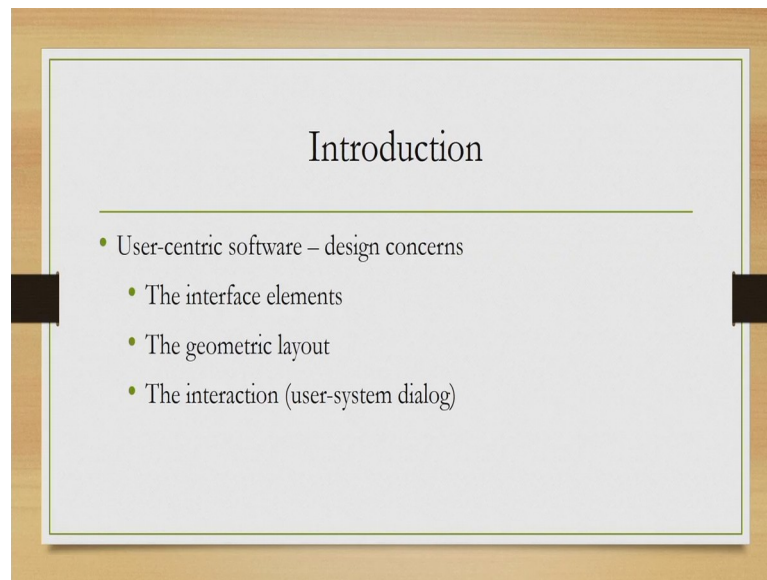 Introduction
• User-centric software – design concerns
• The interface elements
• The geometric layout
• The interaction (user-system dialog)